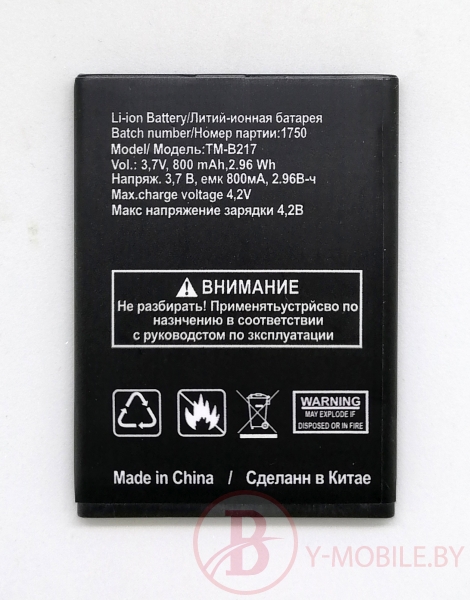 Li-ion Battery/Литий-ионная батарея
Batch number/Номер партии:1750
Model/ Модель:TM-B217
Vol.: 3,7V, 800 mAh,2.96 Wh
Напряж. 3,7 В, емк 800мА, 2.96В-ч
Max.charge voltage 4,2V
Макс напряжение зарядки 4,2В
ВНИМАНИЕ
Не разбирать! Применятьустрйсво по
назнчению в соответствии
с руководстом по зксплуатации
WARNING
MAY EXPLODE IF
DISPOSED OR IN FIRE
Made in China / Сделанн в Китае
B Y-MOBILE.BY